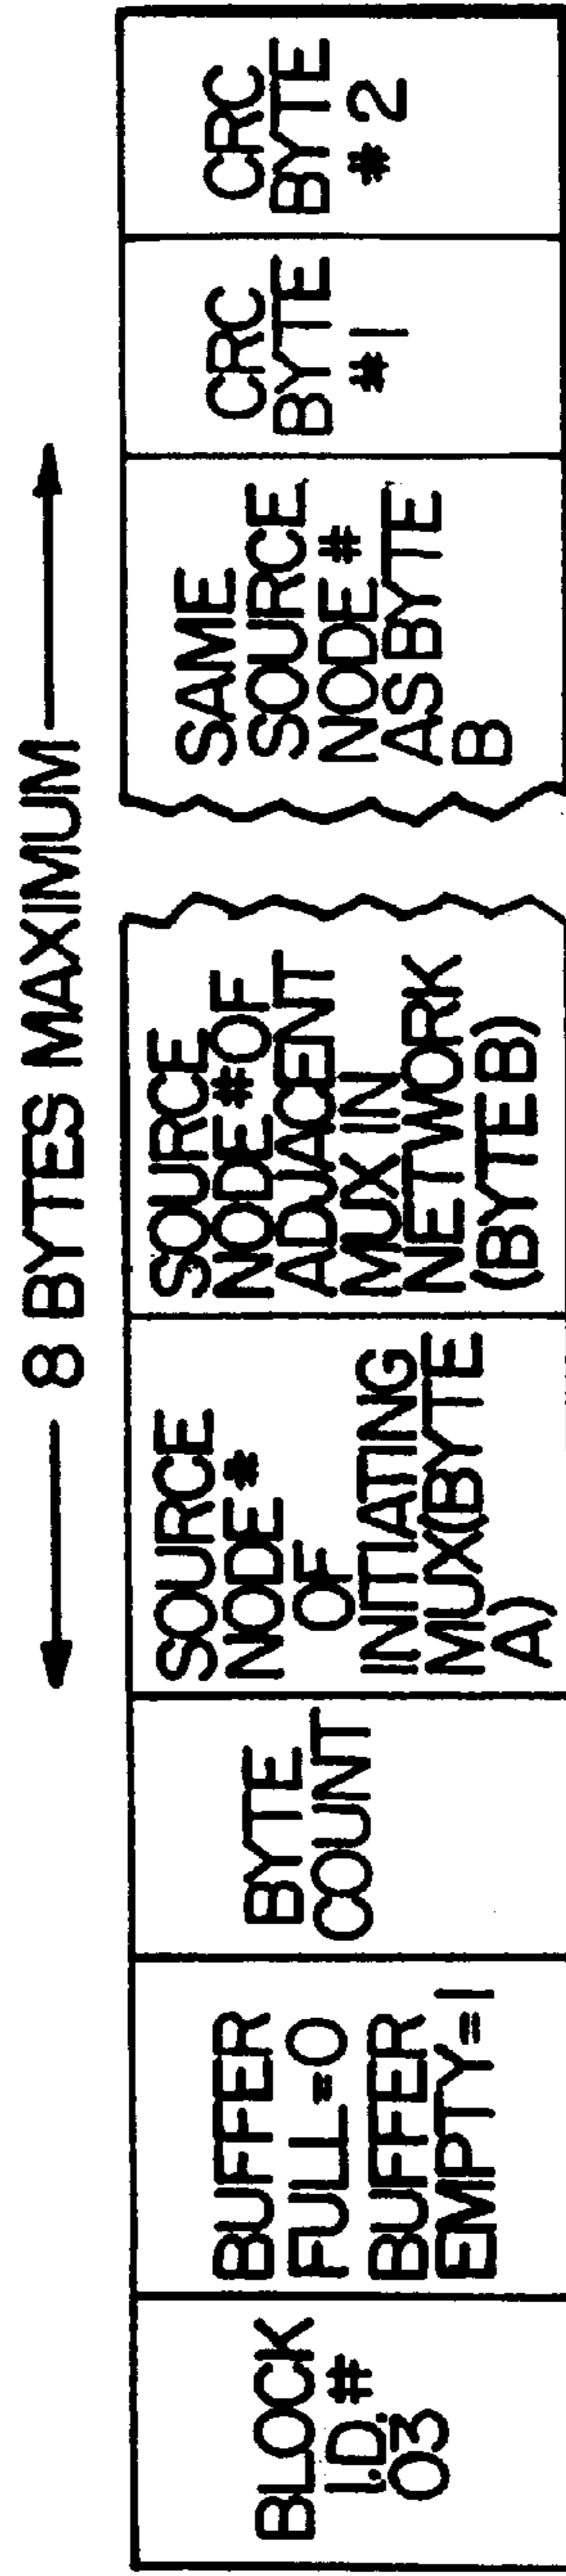 8 BYTES MAXIMUM
BLOCK
I.D. #
03
BUFFER
FULL=0
BUFFER
EMPTY=1
BYTE
COUNT
SOURCE
NODE #
OF
INITIATING
MUX(BYTE
A)
SOURCE
NODE # OF
ADJACENT
MUX IN
NETWORK
(BYTE B)
SAME
SOURCE
NODE #
AS BYTE
B
CRC
BYTE
# 1
CRC
BYTE
# 2